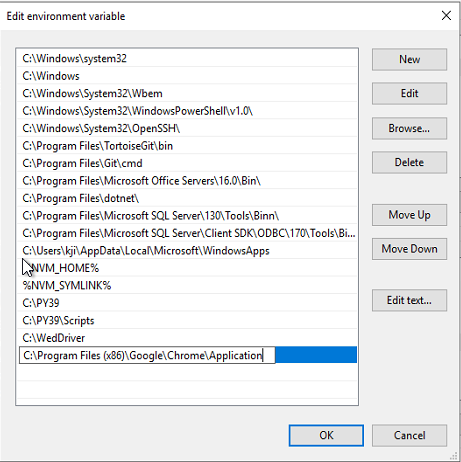 Edit environment variable
C:\Windows\system32
C:\Windows
C:\Windows\System32\Wbem
C:\Windows\System32\WindowsPowerShell\v1.0\
C:\Windows\System32\OpenSSH\
C:\Program Files\TortoiseGit\bin
C:\Program Files\Git\cmd
C:\Program Files\Microsoft Office Servers\16.0\Bin\
C:\Program Files\dotnet\
C:\Program Files\Microsoft SQL Server\130\Tools\Binn\
C:\Program Files\Microsoft SQL Server\Client SDK\ODBC\170\Tools\Bi...
C:\Users\kji\AppData\Local\Microsoft\WindowsApps
%NVM_HOME%
%NVM_SYMLINK%
C:\PY39
C:\PY39\Scripts
C:\WedDriver
C:\Program Files (x86)\Google\Chrome\Application
New
Edit
Browse...
Delete
Move Up
Move Down
Edit text...
OK
Cancel